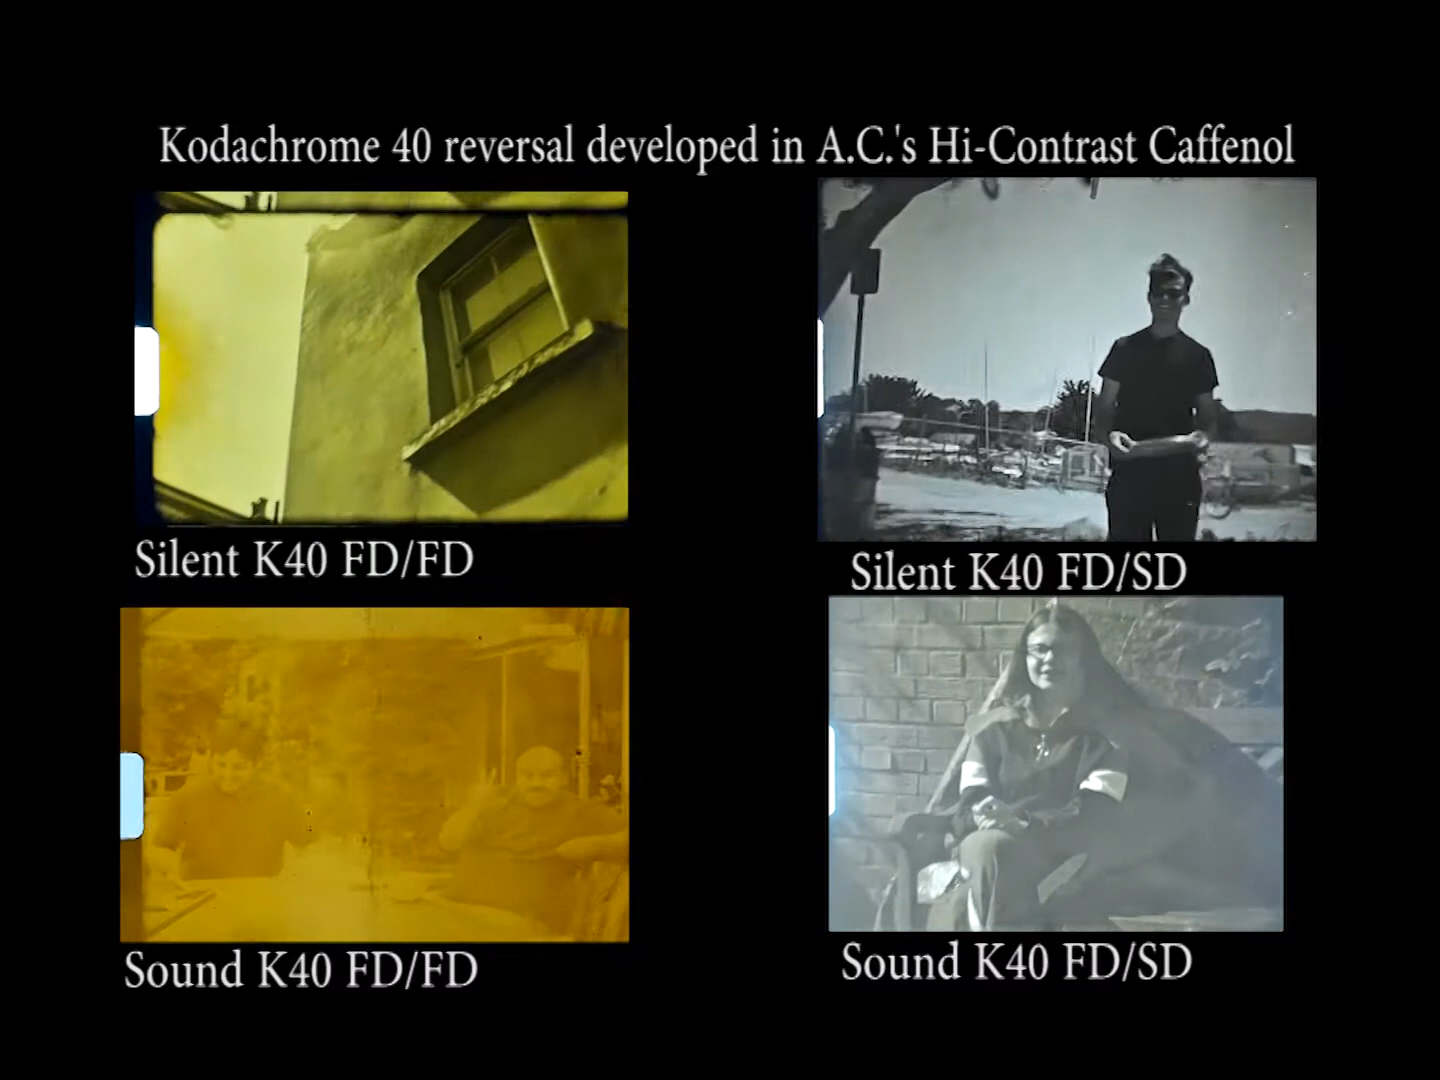 Kodachrome 40 reversal developed in A.C.'s Hi-Contrast Caffenol
Silent K40 FD/FD
Silent K40 FD/SD
Sound K40 FD/FD
Sound K40 FD/SD